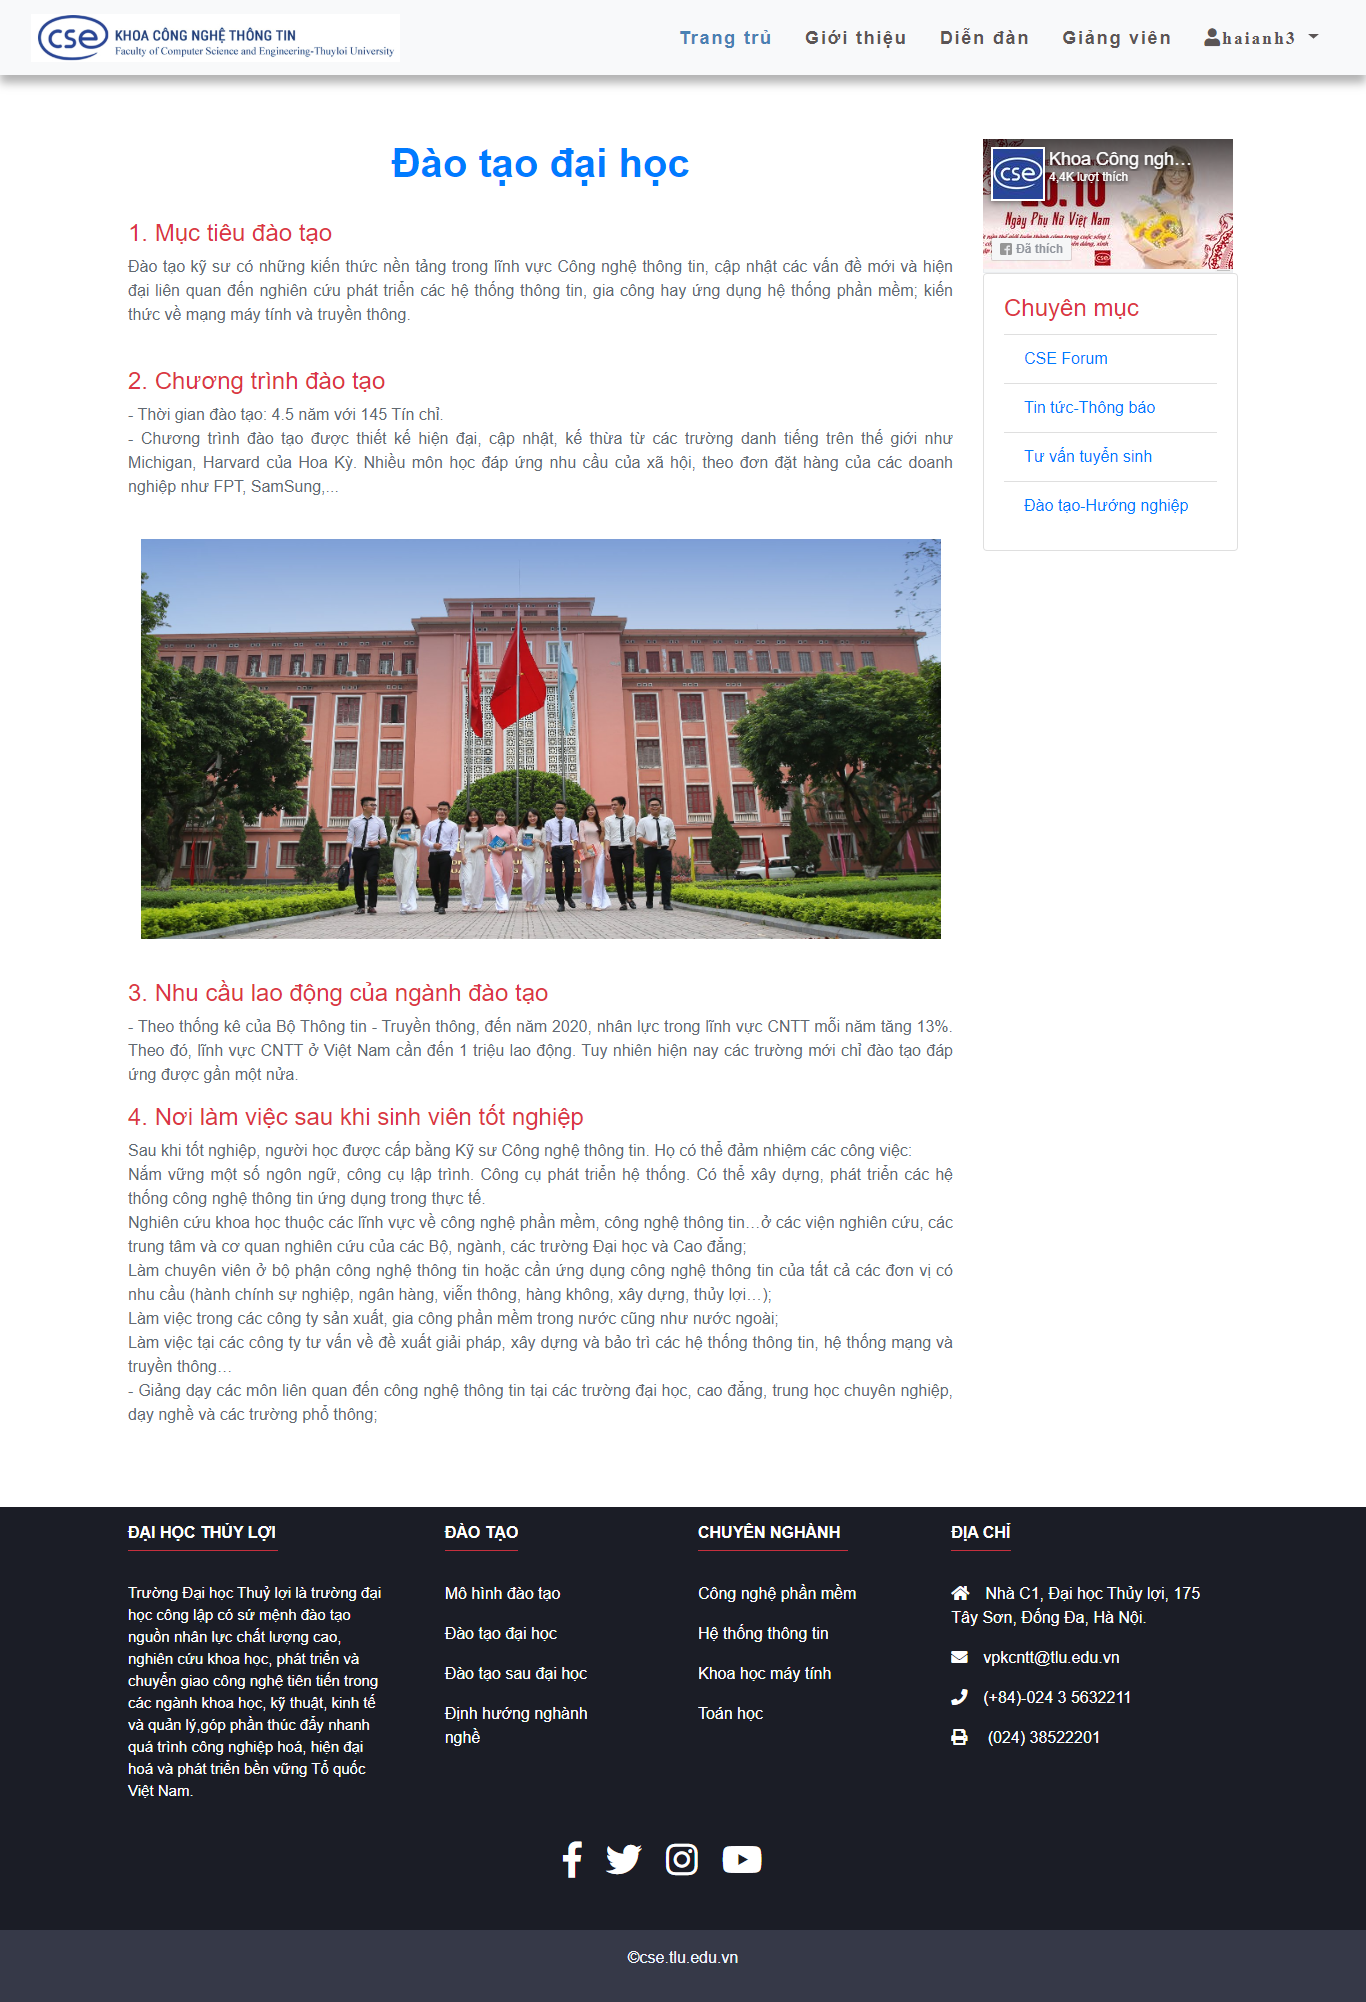 cse KHOA CÔNG NGHỆ THÔNG TIN
Faculty of Computer Science and Engineering-Thuyloi University
Trang trủ Giới thiệu Diễn đàn Giảng viên haianh3
Đào tạo đại học
1. Mục tiêu đào tạo
Đào tạo kỹ sư có những kiến thức nền tảng trong lĩnh vực Công nghệ thông tin, cập nhật các vấn đề mới và hiện
đại liên quan đến nghiên cứu phát triển các hệ thống thông tin, gia công hay ứng dụng hệ thống phần mềm; kiến
thức về mạng máy tính và truyền thông.
2. Chương trình đào tạo
- Thời gian đào tạo: 4.5 năm với 145 Tín chỉ.
- Chương trình đào tạo được thiết kế hiện đại, cập nhật, kế thừa từ các trường danh tiếng trên thế giới như
Michigan, Harvard của Hoa Kỳ. Nhiều môn học đáp ứng nhu cầu của xã hội, theo đơn đặt hàng của các doanh
nghiệp như FPT, SamSung,...
3. Nhu cầu lao động của ngành đào tạo
- Theo thống kê của Bộ Thông tin - Truyền thông, đến năm 2020, nhân lực trong lĩnh vực CNTT mỗi năm tăng 13%.
Theo đó, lĩnh vực CNTT ở Việt Nam cần đến 1 triệu lao động. Tuy nhiên hiện nay các trường mới chỉ đào tạo đáp
ứng được gần một nửa.
4. Nơi làm việc sau khi sinh viên tốt nghiệp
Sau khi tốt nghiệp, người học được cấp bằng Kỹ sư Công nghệ thông tin. Họ có thể đảm nhiệm các công việc:
Nắm vững một số ngôn ngữ, công cụ lập trình. Công cụ phát triển hệ thống. Có thể xây dựng, phát triển các hệ
thống công nghệ thông tin ứng dụng trong thực tế.
Nghiên cứu khoa học thuộc các lĩnh vực về công nghệ phần mềm, công nghệ thông tin…ở các viện nghiên cứu, các
trung tâm và cơ quan nghiên cứu của các Bộ, ngành, các trường Đại học và Cao đẳng;
Làm chuyên viên ở bộ phận công nghệ thông tin hoặc cần ứng dụng công nghệ thông tin của tất cả các đơn vị có
nhu cầu (hành chính sự nghiệp, ngân hàng, viễn thông, hàng không, xây dựng, thủy lợi…);
Làm việc trong các công ty sản xuất, gia công phần mềm trong nước cũng như nước ngoài;
Làm việc tại các công ty tư vấn về đề xuất giải pháp, xây dựng và bảo trì các hệ thống thông tin, hệ thống mạng và
truyền thông…
- Giảng dạy các môn liên quan đến công nghệ thông tin tại các trường đại học, cao đẳng, trung học chuyên nghiệp,
dạy nghề và các trường phổ thông;
cse Khoa Công ngh...
4,4K lượt thích
20.10
Ngày Phụ Nữ Việt Nam
Đã thích
Chuyên mục
CSE Forum
Tin tức-Thông báo
Tư vấn tuyển sinh
Đào tạo-Hướng nghiệp
ĐẠI HỌC THỦY LỢI
Trường Đại học Thuỷ lợi là trường đại
học công lập có sứ mệnh đào tạo
nguồn nhân lực chất lượng cao,
nghiên cứu khoa học, phát triển và
chuyển giao công nghệ tiên tiến trong
các ngành khoa học, kỹ thuật, kinh tế
và quản lý,góp phần thúc đẩy nhanh
quá trình công nghiệp hoá, hiện đại
hoá và phát triển bền vững Tổ quốc
Việt Nam.
ĐÀO TẠO
Mô hình đào tạo
Đào tạo đại học
Đào tạo sau đại học
Định hướng nghành
nghề
CHUYÊN NGHÀNH
Công nghệ phần mềm
Hệ thống thông tin
Khoa học máy tính
Toán học
ĐỊA CHỈ
Nhà C1, Đại học Thủy lợi, 175
Tây Sơn, Đống Đa, Hà Nội.
vpkcntt@tlu.edu.vn
(+84)-024 3 5632211
(024) 38522201
©cse.tlu.edu.vn